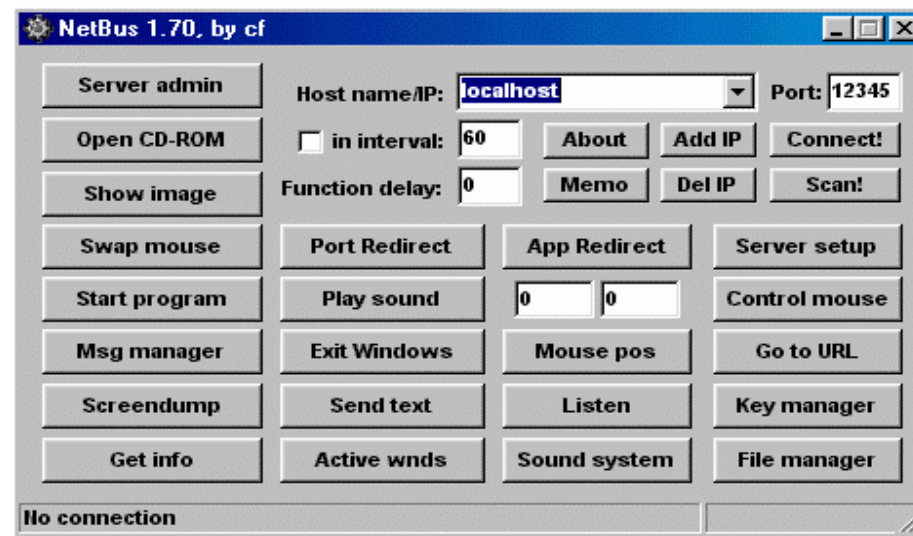 NetBus 1.70, by cf
Server admin Host name/IP: localhost Port: 12345
Open CD-ROM in interval: 60 About Add IP Connect!
Show image Function delay: 0 Memo Del IP Scan!
Swap mouse Port Redirect App Redirect Server setup
Start program Play sound 0 0 Control mouse
Msg manager Exit Windows Mouse pos Go to URL
Screendump Send text Listen Key manager
Get info Active wnds Sound system File manager
No connection